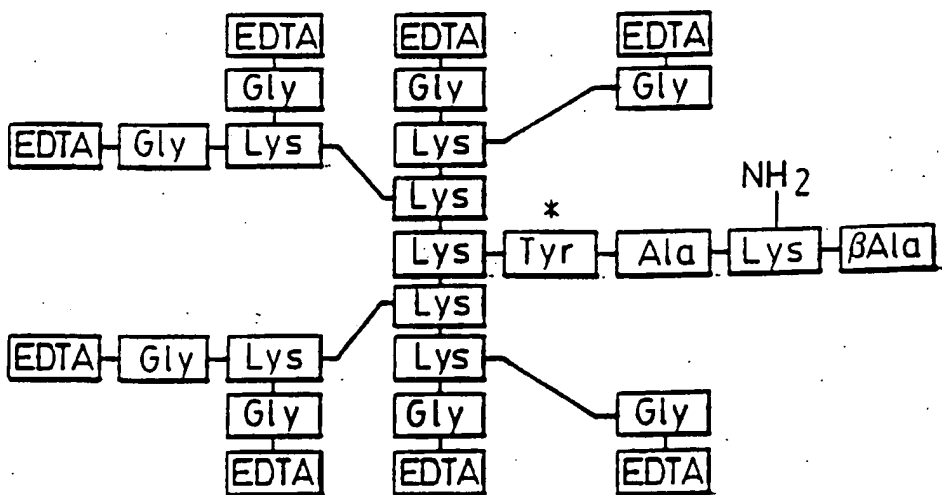 EDTA EDTA EDTA
Gly Gly Gly
EDTA Gly Lys Lys
Lys NH2
*
Lys Tyr Ala Lys βAla
Lys
EDTA Gly Lys Lys
Gly Gly Gly
EDTA EDTA EDTA